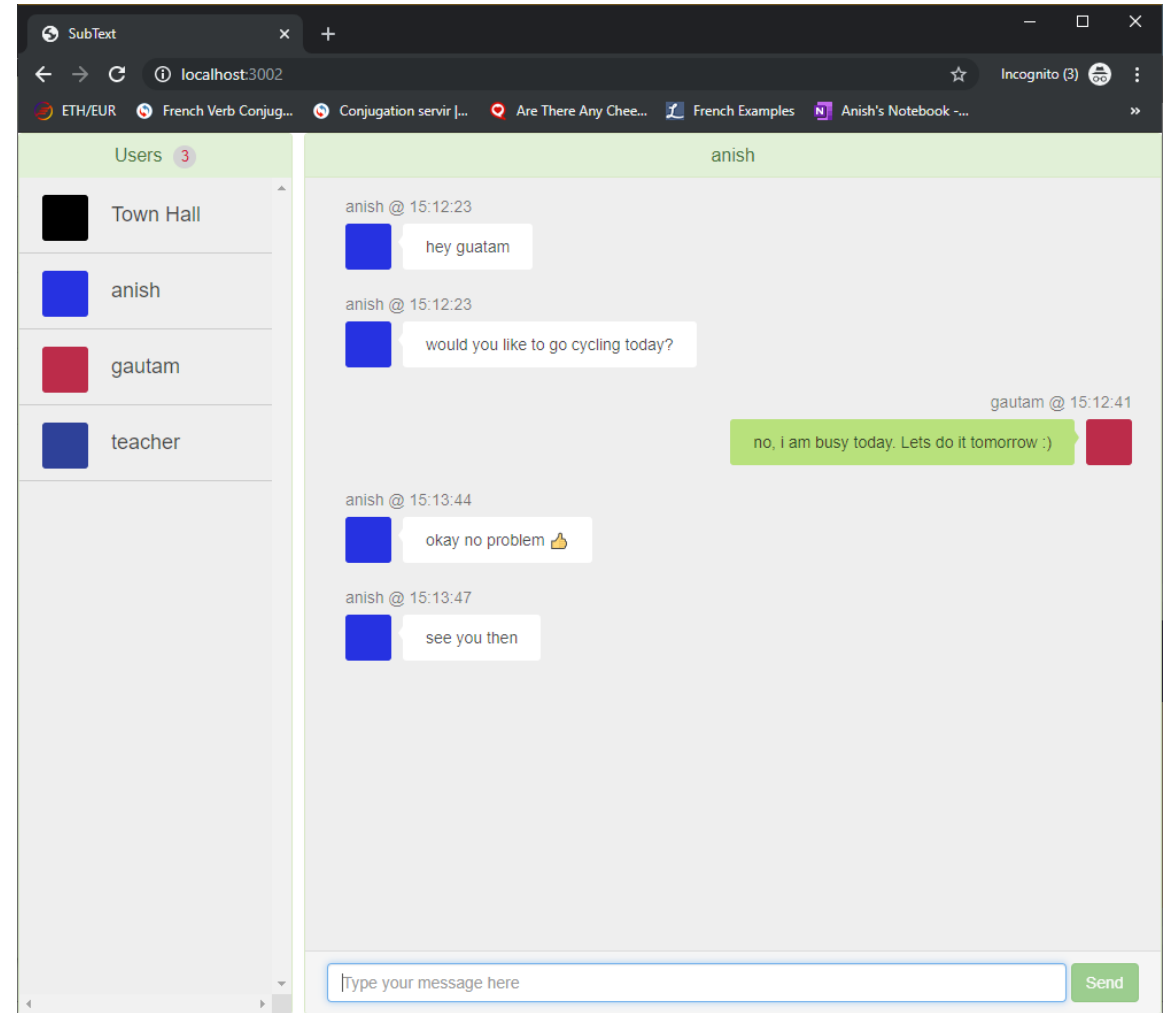 SubText
localhost:3002
Incognito (3)
ETH/EUR
French Verb Conjug...
Conjugation servir |...
Are There Any Chee...
French Examples
Anish's Notebook -...
Users 3
Town Hall
anish
gautam
teacher
anish
anish @ 15:12:23
hey guatam
anish @ 15:12:23
would you like to go cycling today?
gautam @ 15:12:41
no, i am busy today. Lets do it tomorrow :)
anish @ 15:13:44
okay no problem 👍
anish @ 15:13:47
see you then
Type your message here
Send